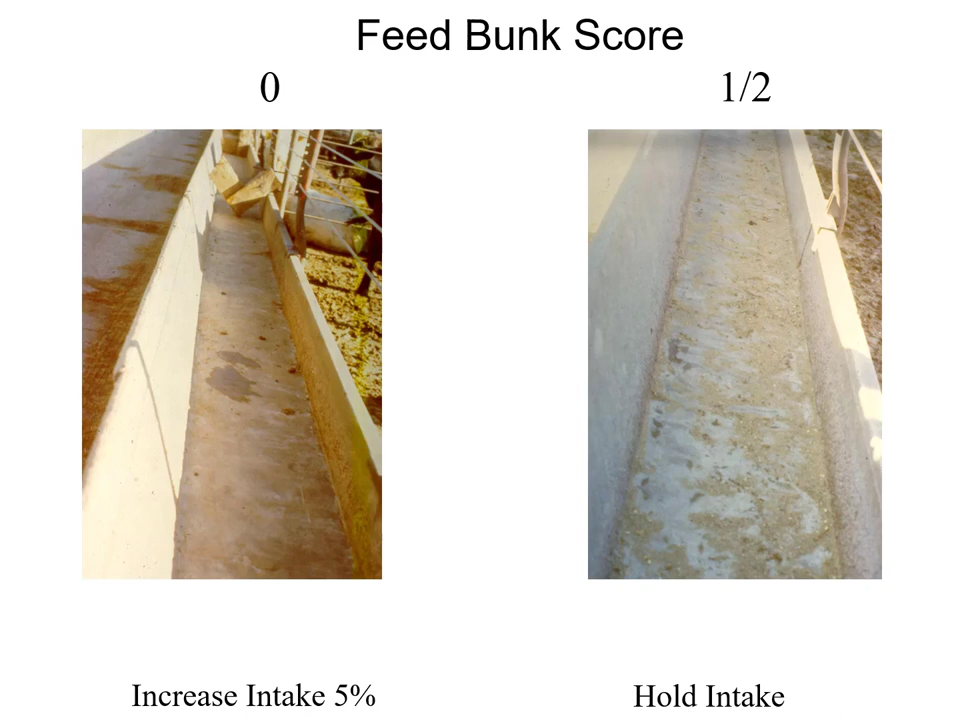 Feed Bunk Score
0
1/2
Increase Intake 5%
Hold Intake